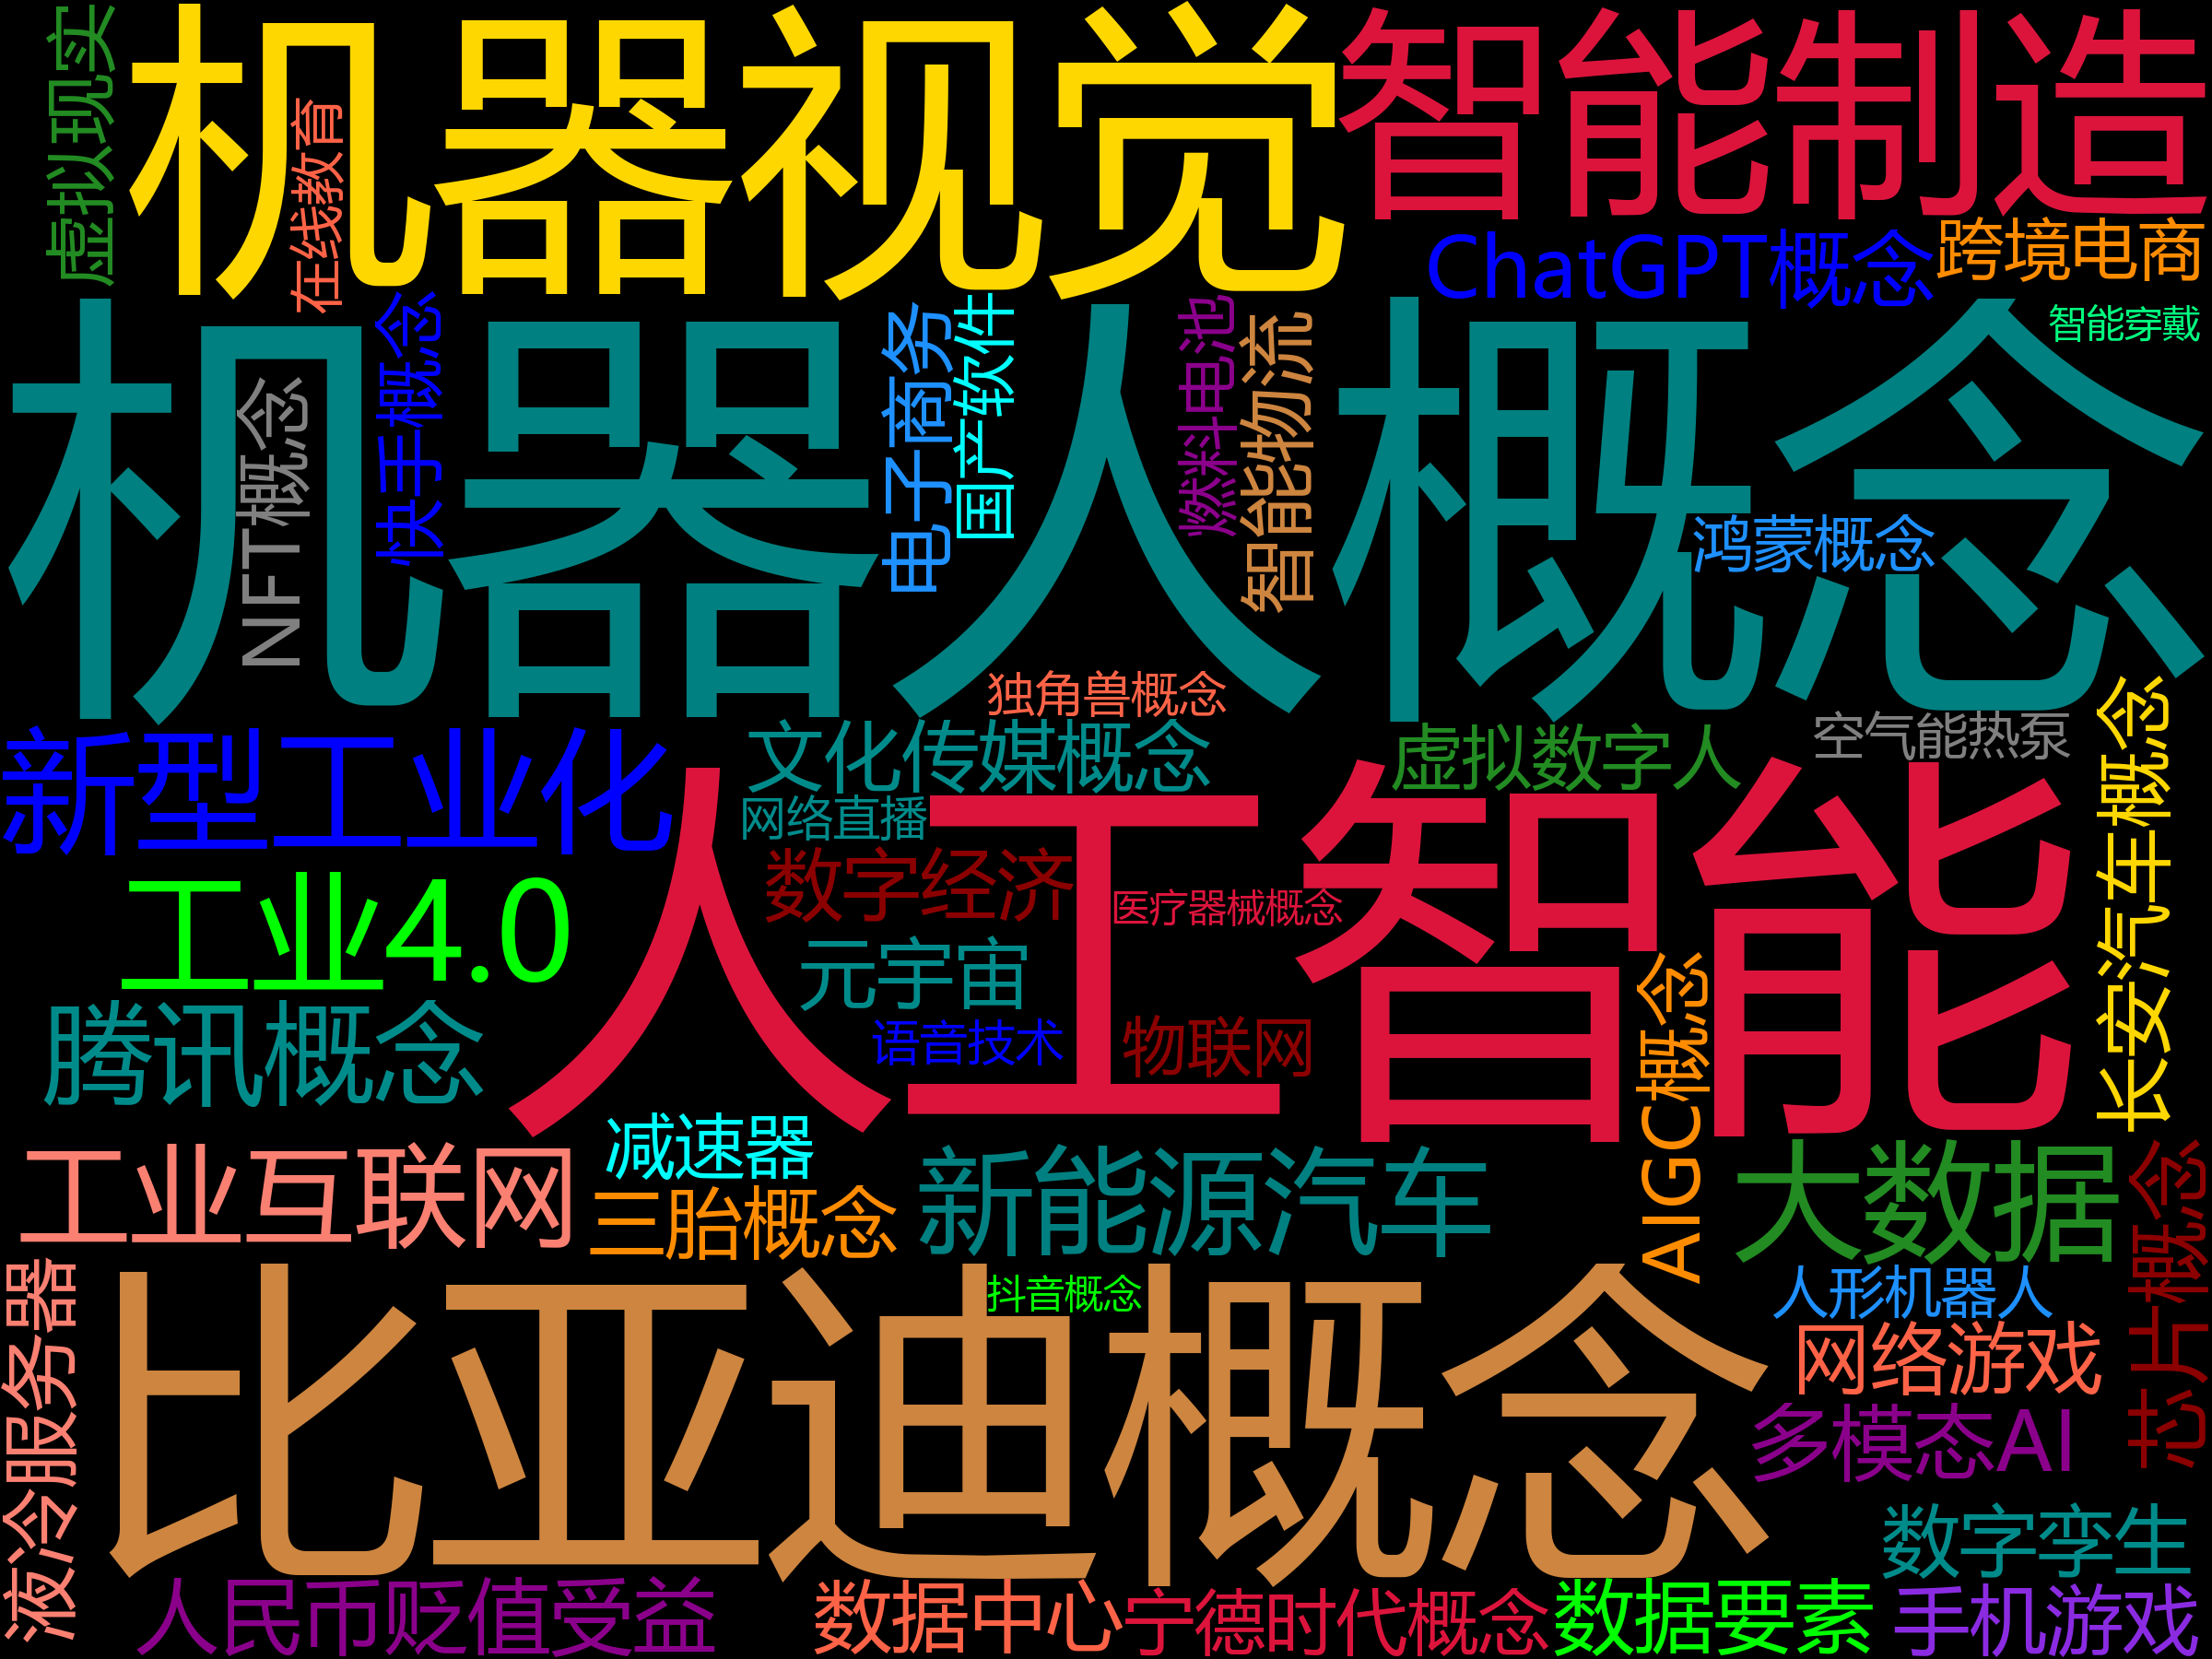 机器视觉
智能制造
虚拟现实
在线教育
ChatGPT概念
跨境电商
智能穿戴
机器人概念
NFT概念
快手概念
电子商务
国产软件
燃料电池
智能物流
鸿蒙概念
独角兽概念
新型工业化
文化传媒概念
虚拟数字人
空气能热泵
长安汽车概念
网络直播
人工智能
工业4.0
数字经济
医疗器械概念
元宇宙
语音技术
物联网
AIGC概念
腾讯概念
减速器
工业互联网
三胎概念
新能源汽车
大数据
芯片概念
液冷服务器
比亚迪概念
抖音概念
人形机器人
网络游戏
多模态AI
数字孪生
人民币贬值受益
数据中心
宁德时代概念
数据要素
手机游戏